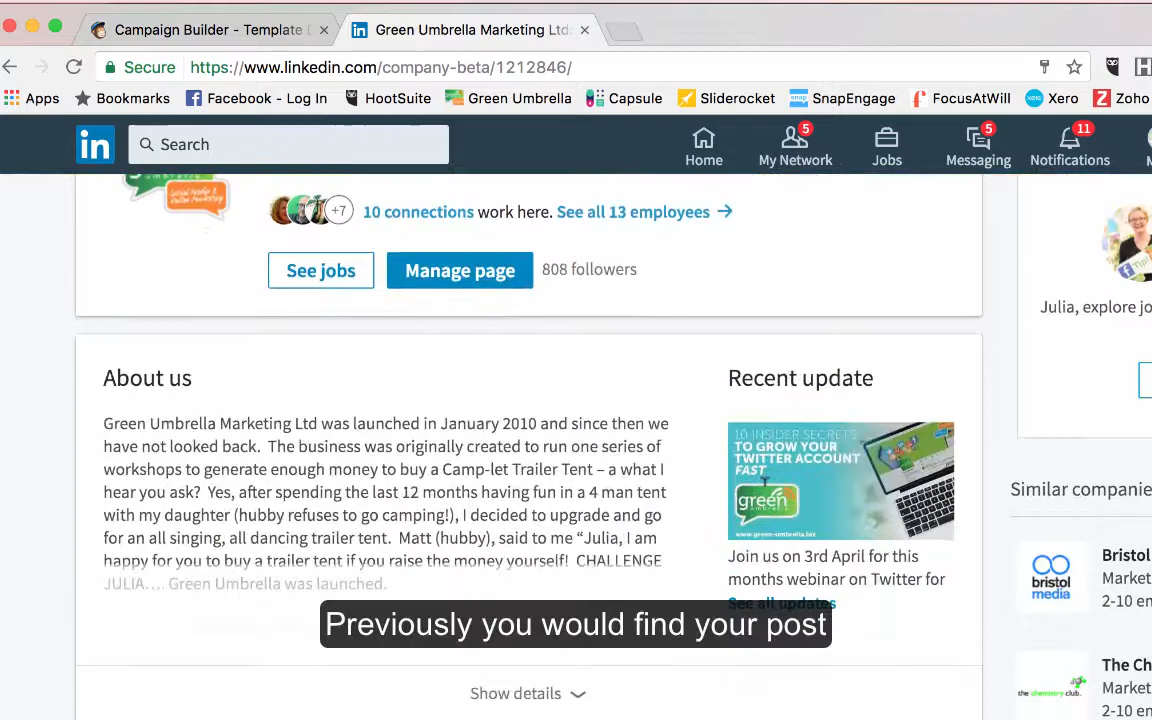 Campaign Builder - Template D
Green Umbrella Marketing Ltd:
Secure https://www.linkedin.com/company-beta/1212846/
Apps Bookmarks Facebook - Log In HootSuite Green Umbrella Capsule Sliderocket SnapEngage FocusAtWill Xero Zoho
in Search
Home My Network 5 Jobs Messaging 5 Notifications 11
+7 10 connections work here. See all 13 employees →
See jobs Manage page 808 followers
Julia, explore jo
About us
Green Umbrella Marketing Ltd was launched in January 2010 and since then we
have not looked back. The business was originally created to run one series of
workshops to generate enough money to buy a Camp-let Trailer Tent – a what I
hear you ask? Yes, after spending the last 12 months having fun in a 4 man tent
with my daughter (hubby refuses to go camping!), I decided to upgrade and go
for an all singing, all dancing trailer tent. Matt (hubby), said to me “Julia, I am
happy for you to buy a trailer tent if you raise the money yourself! CHALLENGE
JULIA…. Green Umbrella was launched.
Show details
Recent update
10 INSIDER SECRETS
TO GROW YOUR
TWITTER ACCOUNT
FAST
green
umbrella
www.green-umbrella.biz
Join us on 3rd April for this
months webinar on Twitter for
See all updates
Similar companie
bristol
media
Bristol
Market
2-10 en
the chemistry club.
The Ch
Market
2-10 en
Previously you would find your post